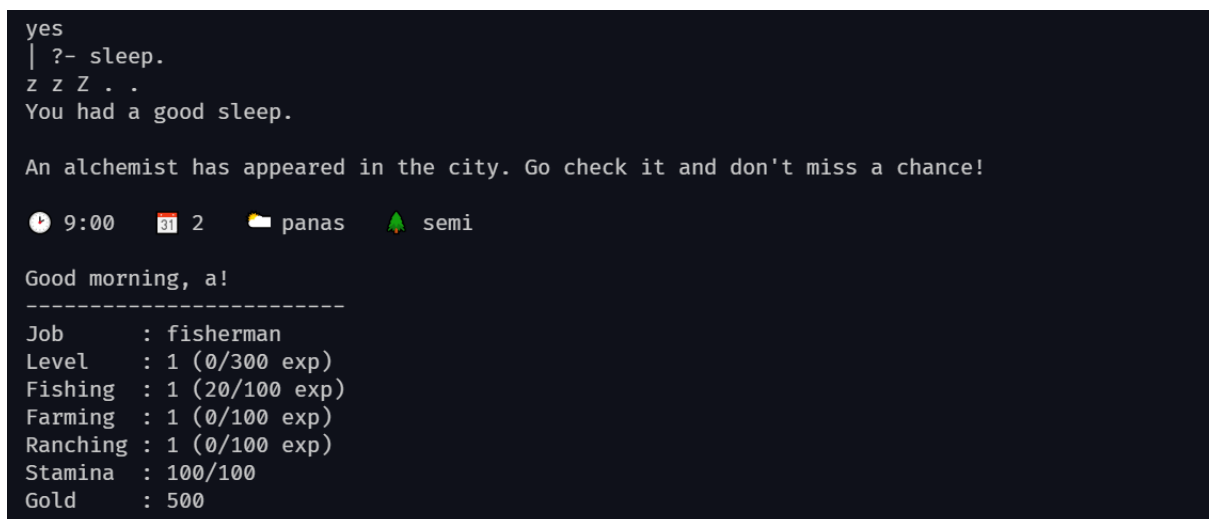 yes
| ?- sleep.
z z Z . .
You had a good sleep.
An alchemist has appeared in the city. Go check it and don't miss a chance!
🕑 9:00 📅 2 🌥 panas 🌲 semi
Good morning, a!
-------------------------
Job : fisherman
Level : 1 (0/300 exp)
Fishing : 1 (20/100 exp)
Farming : 1 (0/100 exp)
Ranching : 1 (0/100 exp)
Stamina : 100/100
Gold : 500